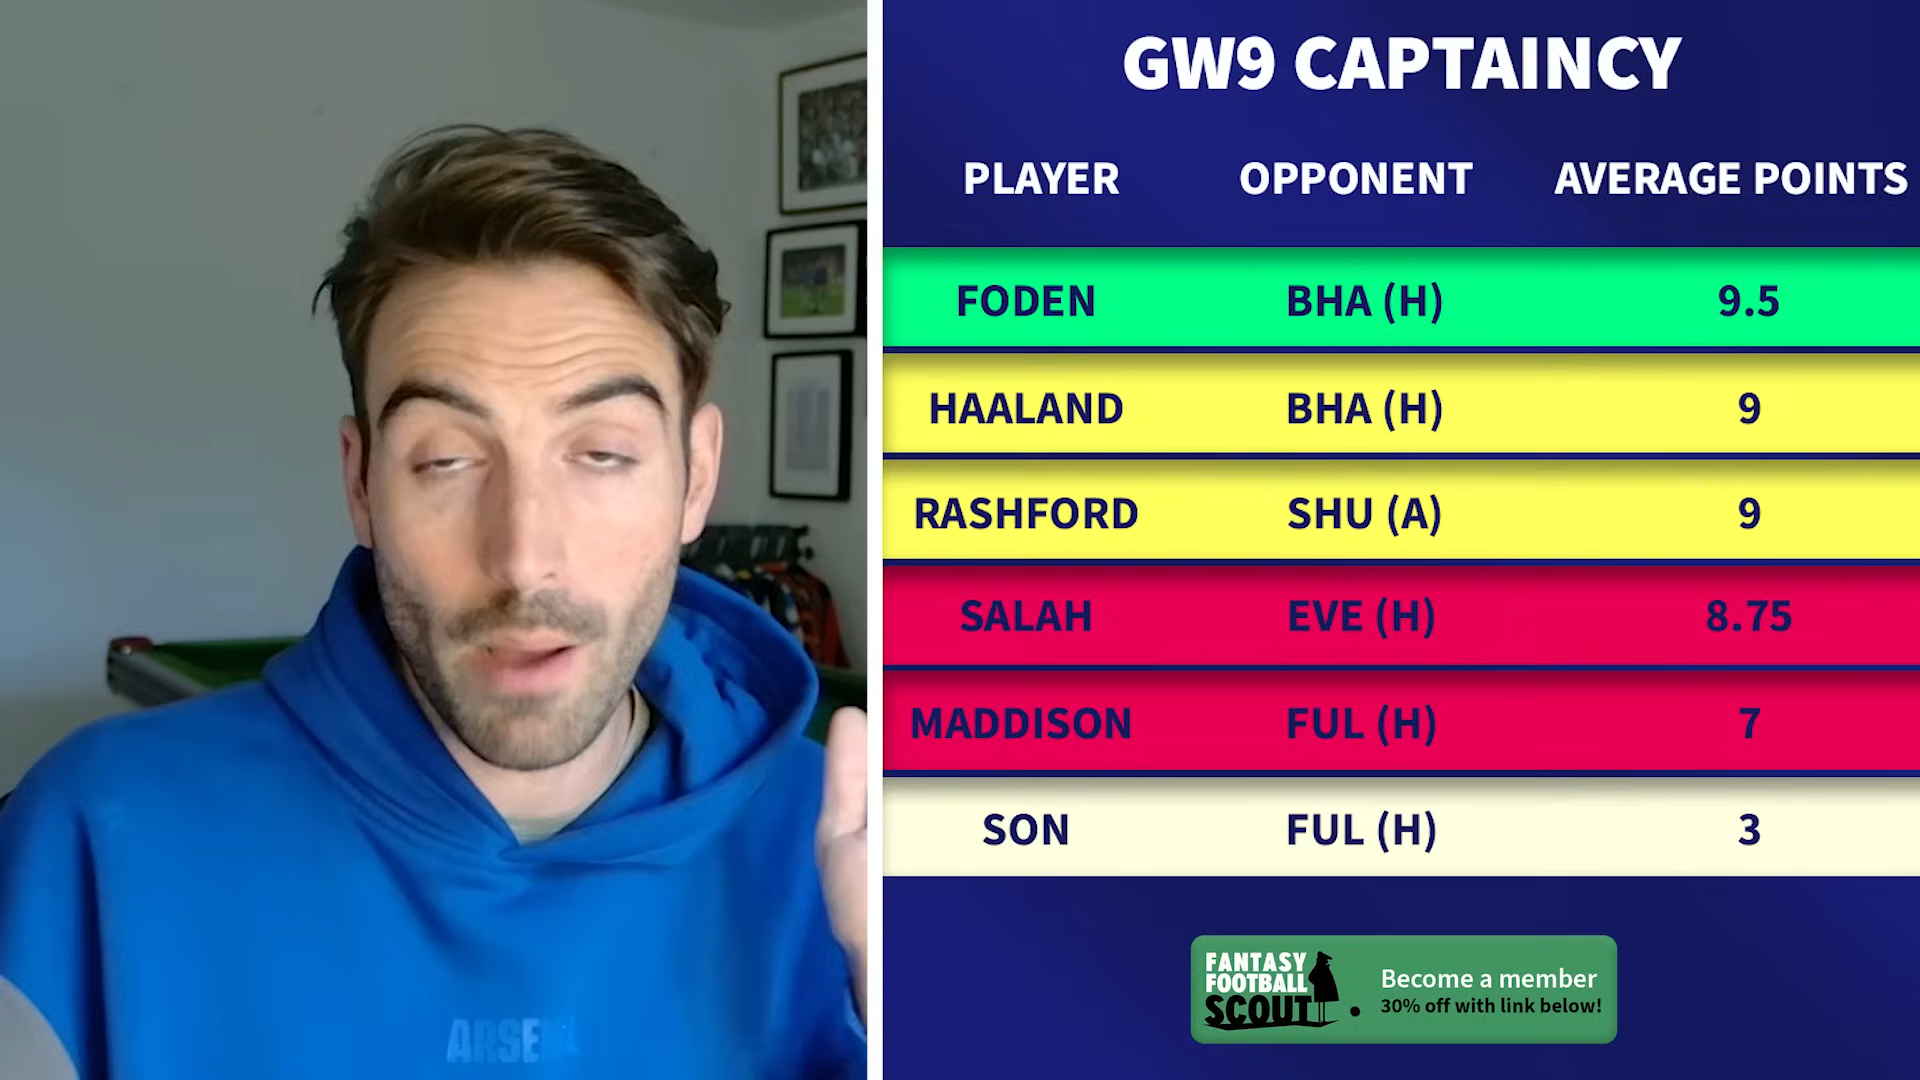 GW9 CAPTAINCY
PLAYER OPPONENT AVERAGE POINTS
FODEN BHA (H) 9.5
HAALAND BHA (H) 9
RASHFORD SHU (A) 9
SALAH EVE (H) 8.75
MADDISON FUL (H) 7
SON FUL (H) 3
FANTASY
FOOTBALL
SCOUT
Become a member
30% off with link below!